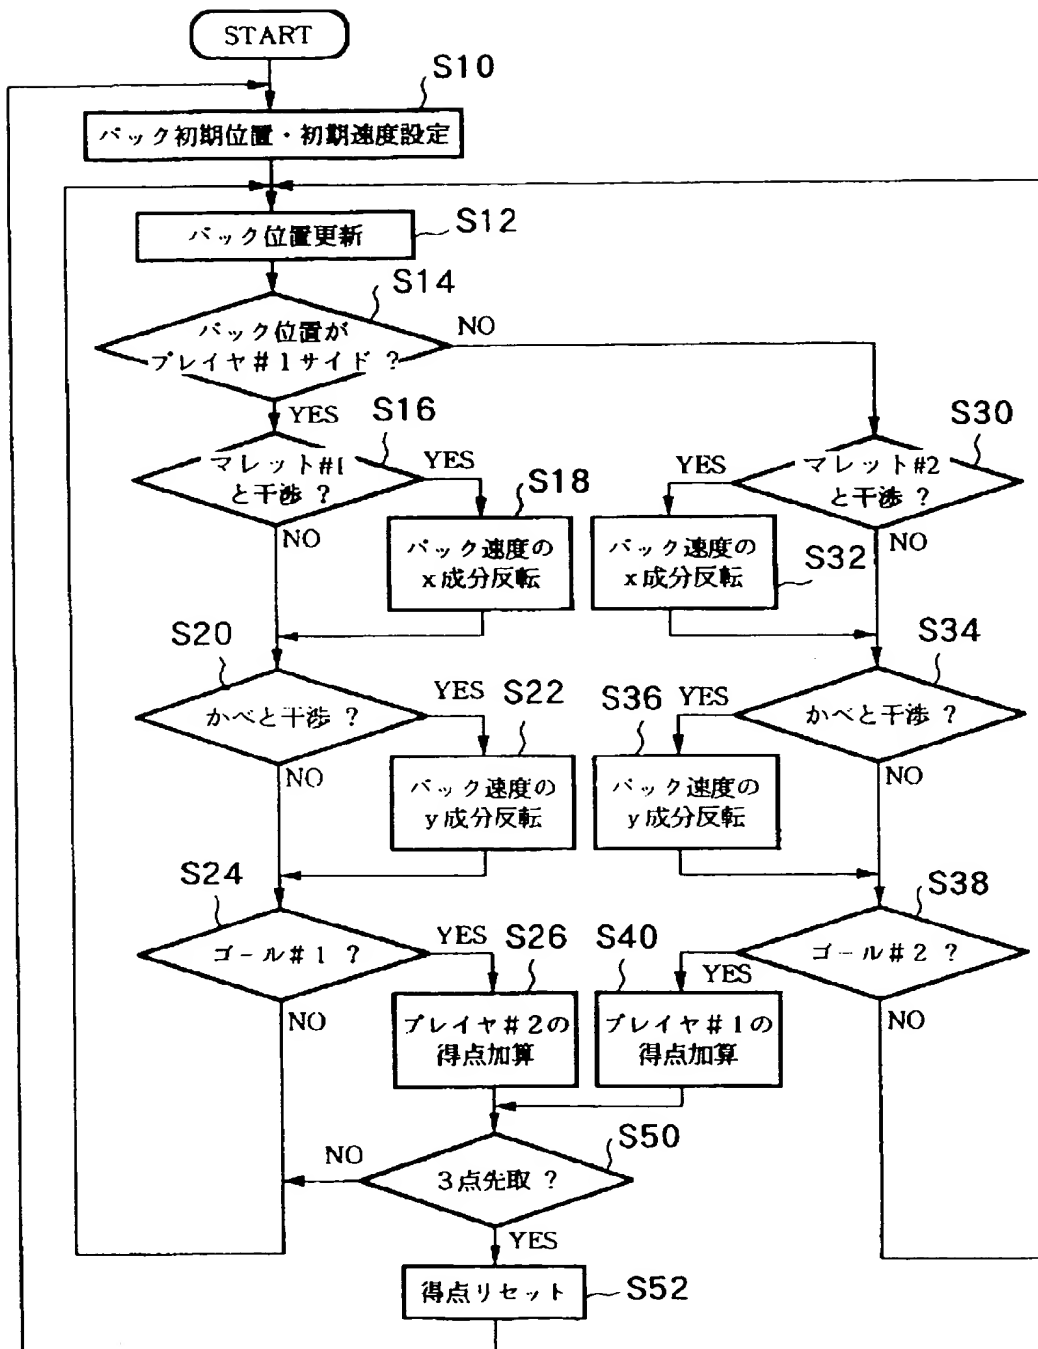 START
S10
パック初期位置・初期速度設定
S12
パック位置更新
S14
パック位置が
プレイヤ#1サイド?
NO
YES
S16
マレット#1
と干渉?
YES
NO
S18
パック速度の
x成分反転
S30
マレット#2
と干渉?
YES
NO
S32
パック速度の
x成分反転
S20
かべと干渉?
YES
NO
S22
パック速度の
y成分反転
S34
かべと干渉?
YES
NO
S36
パック速度の
y成分反転
S24
ゴール#1?
YES
NO
S26
プレイヤ#2の
得点加算
S38
ゴール#2?
YES
NO
S40
プレイヤ#1の
得点加算
S50
3点先取?
NO
YES
得点リセット
S52